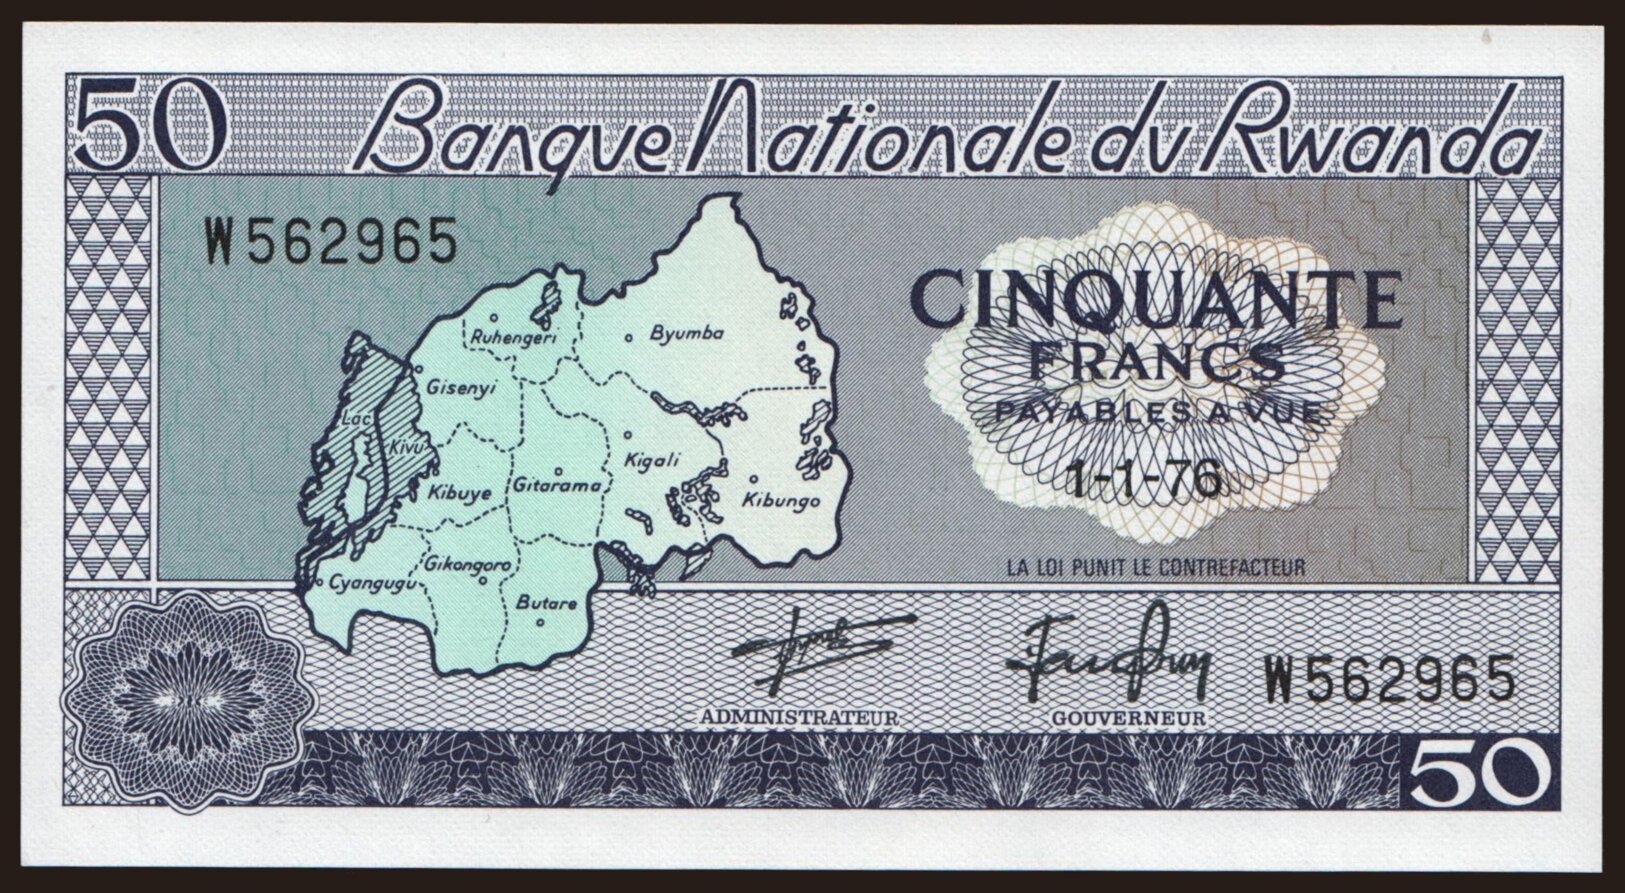 50 Banque Nationale du Rwanda
W562965
CINQUANTE
FRANCS
PAYABLES A VUE
1-1-76
Ruhengeri
Byumba
Gisenyi
Lac
Kivu
Kigali
Kibuye
Gitarama
Kibungo
Gikongoro
Cyangugu
Butare
LA LOI PUNIT LE CONTREFACTEUR
W562965
ADMINISTRATEUR
GOUVERNEUR
50